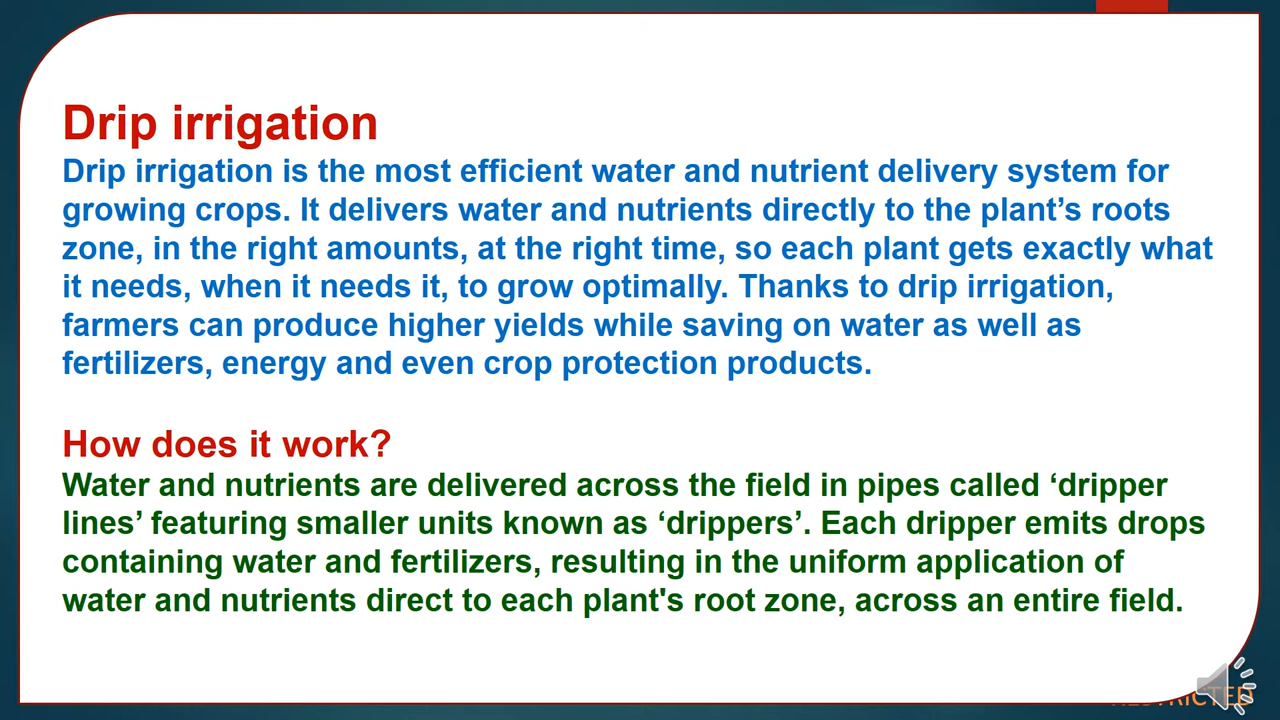 Drip irrigation
Drip irrigation is the most efficient water and nutrient delivery system for
growing crops. It delivers water and nutrients directly to the plant’s roots
zone, in the right amounts, at the right time, so each plant gets exactly what
it needs, when it needs it, to grow optimally. Thanks to drip irrigation,
farmers can produce higher yields while saving on water as well as
fertilizers, energy and even crop protection products.
How does it work?
Water and nutrients are delivered across the field in pipes called ‘dripper
lines’ featuring smaller units known as ‘drippers’. Each dripper emits drops
containing water and fertilizers, resulting in the uniform application of
water and nutrients direct to each plant's root zone, across an entire field.
RESTRICTED